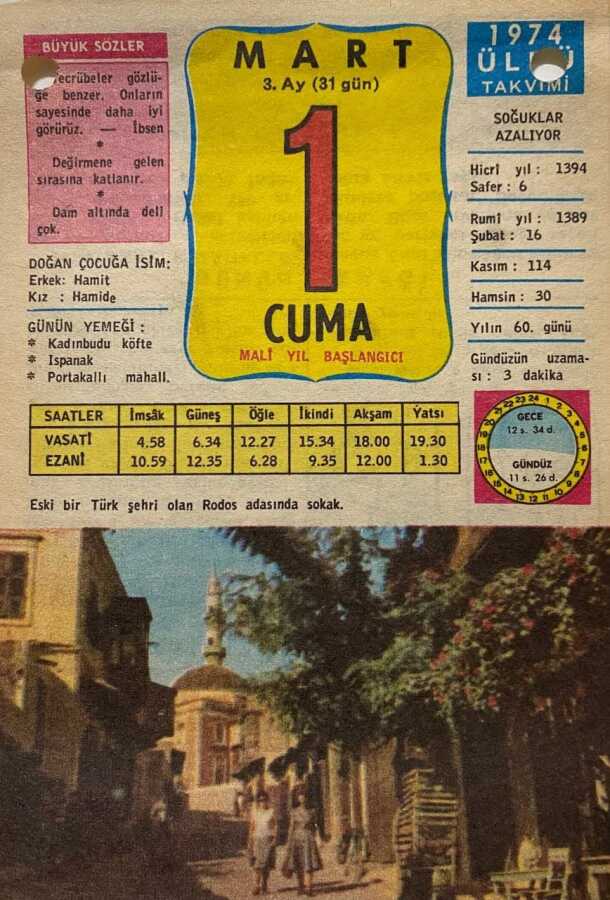 BÜYÜK SÖZLER
ecrübeler gözlü-
ğe benzer. Onların
sayesinde daha iyi
görürüz. — İbsen
*
Değirmene gelen
sırasına katlanır.
*
Dam altında deli
çok.
DOĞAN ÇOCUĞA İSİM:
Erkek: Hamit
Kız : Hamide
GÜNÜN YEMEĞİ :
* Kadınbudu köfte
* Ispanak
* Portakallı mahall.
MART
3. Ay (31 gün)
1
CUMA
MALİ YIL BAŞLANGICI
1974
ÜL
TAKVİMİ
SOĞUKLAR
AZALIYOR
Hicrî yıl : 1394
Safer : 6
Rumî yıl : 1389
Şubat : 16
Kasım : 114
Hamsin : 30
Yılın 60. günü
Gündüzün uzama-
sı : 3 dakika
SAATLER İmsâk Güneş Öğle İkindi Akşam Yatsı
VASATİ 4.58 6.34 12.27 15.34 18.00 19.30
EZANİ 10.59 12.35 6.28 9.35 12.00 1.30
GECE
12 s. 34 d.
GÜNDÜZ
11 s. 26 d.
Eski bir Türk şehri olan Rodos adasında sokak.